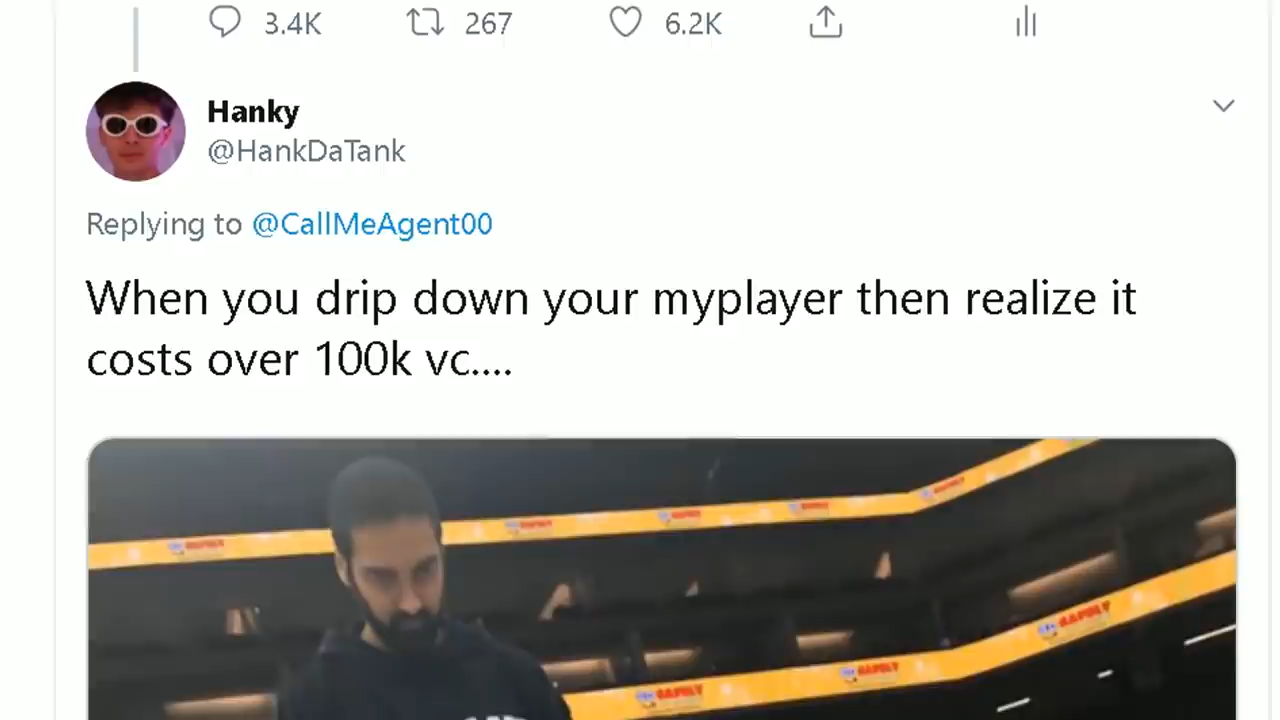 3.4K 267 6.2K
Hanky
@HankDaTank
Replying to @CallMeAgent00
When you drip down your myplayer then realize it
costs over 100k vc....